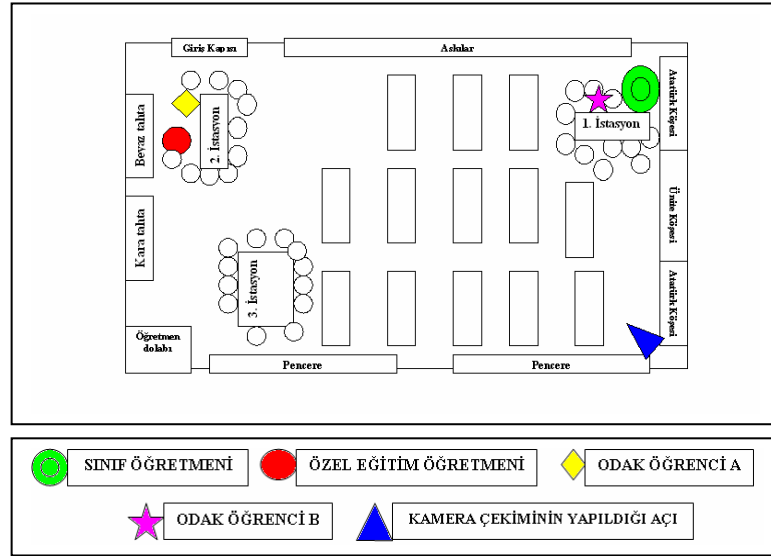 Giriş Kapısı
Askılar
Beyaz tahta
2. İstasyon
1. İstasyon
Atatürk Köşesi
Kara tahta
Ünite Köşesi
3. İstasyon
Atatürk Köşesi
Öğretmen
dolabı
Pencere
Pencere
SINIF ÖĞRETMENİ
ÖZEL EĞİTİM ÖĞRETMENİ
ODAK ÖĞRENCİ A
ODAK ÖĞRENCİ B
KAMERA ÇEKİMİNİN YAPILDIĞI AÇI